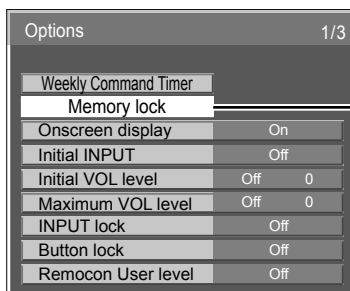 Options 1/3
Weekly Command Timer
Memory lock
Onscreen display On
Initial INPUT Off
Initial VOL level Off 0
Maximum VOL level Off 0
INPUT lock Off
Button lock Off
Remocon User level Off